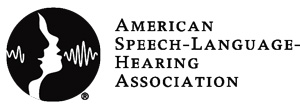 AMERICAN
SPEECH-LANGUAGE-
HEARING
ASSOCIATION
®